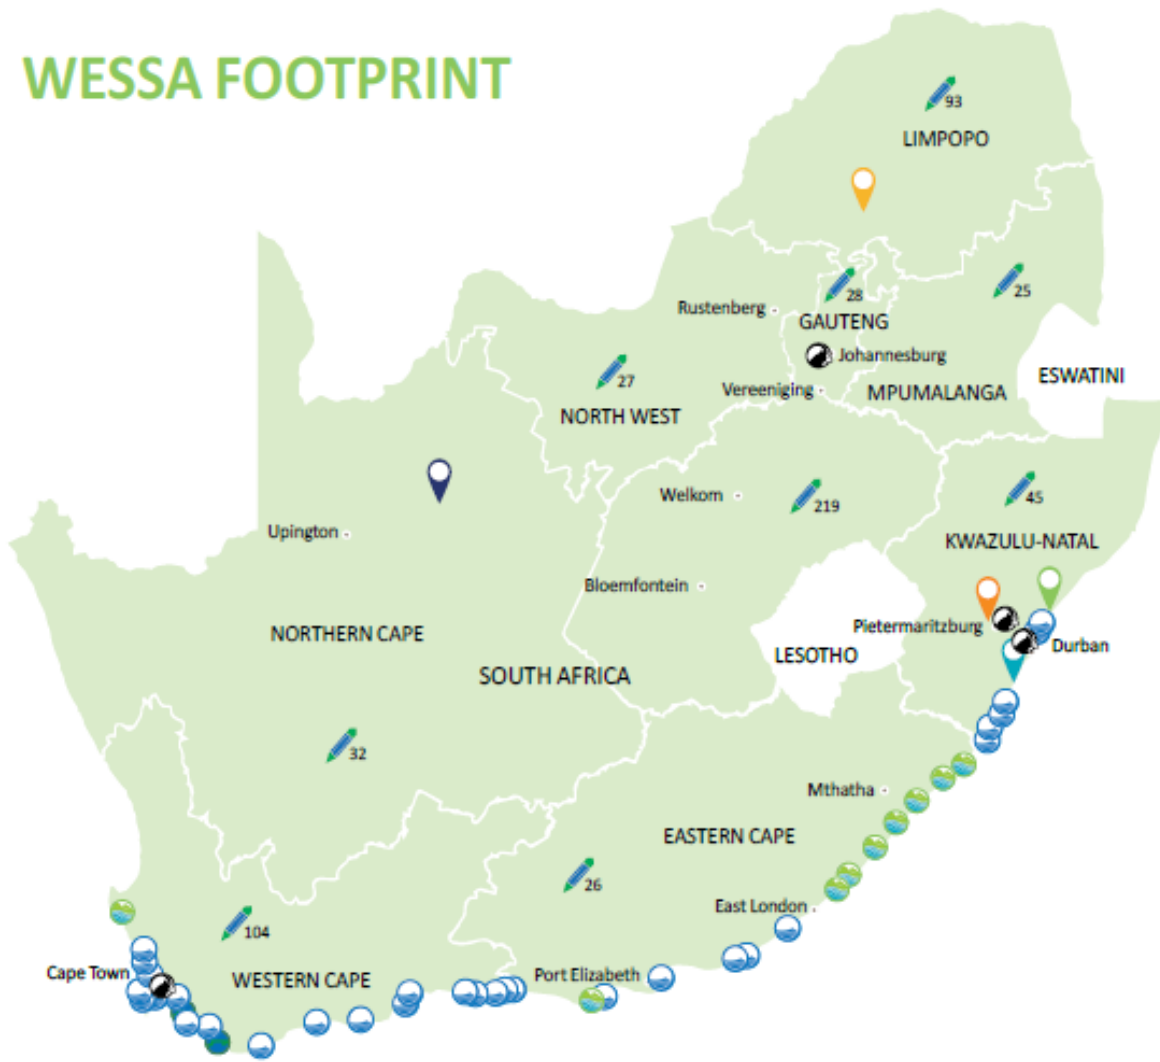 WESSA FOOTPRINT
93
LIMPOPO
28
25
Rustenberg
GAUTENG
Johannesburg
ESWATINI
27
Vereeniging
MPUMALANGA
NORTH WEST
Welkom
219
45
Upington
KWAZULU-NATAL
Bloemfontein
Pietermaritzburg
NORTHERN CAPE
Durban
LESOTHO
SOUTH AFRICA
32
Mthatha
EASTERN CAPE
26
East London
104
Cape Town
WESTERN CAPE
Port Elizabeth